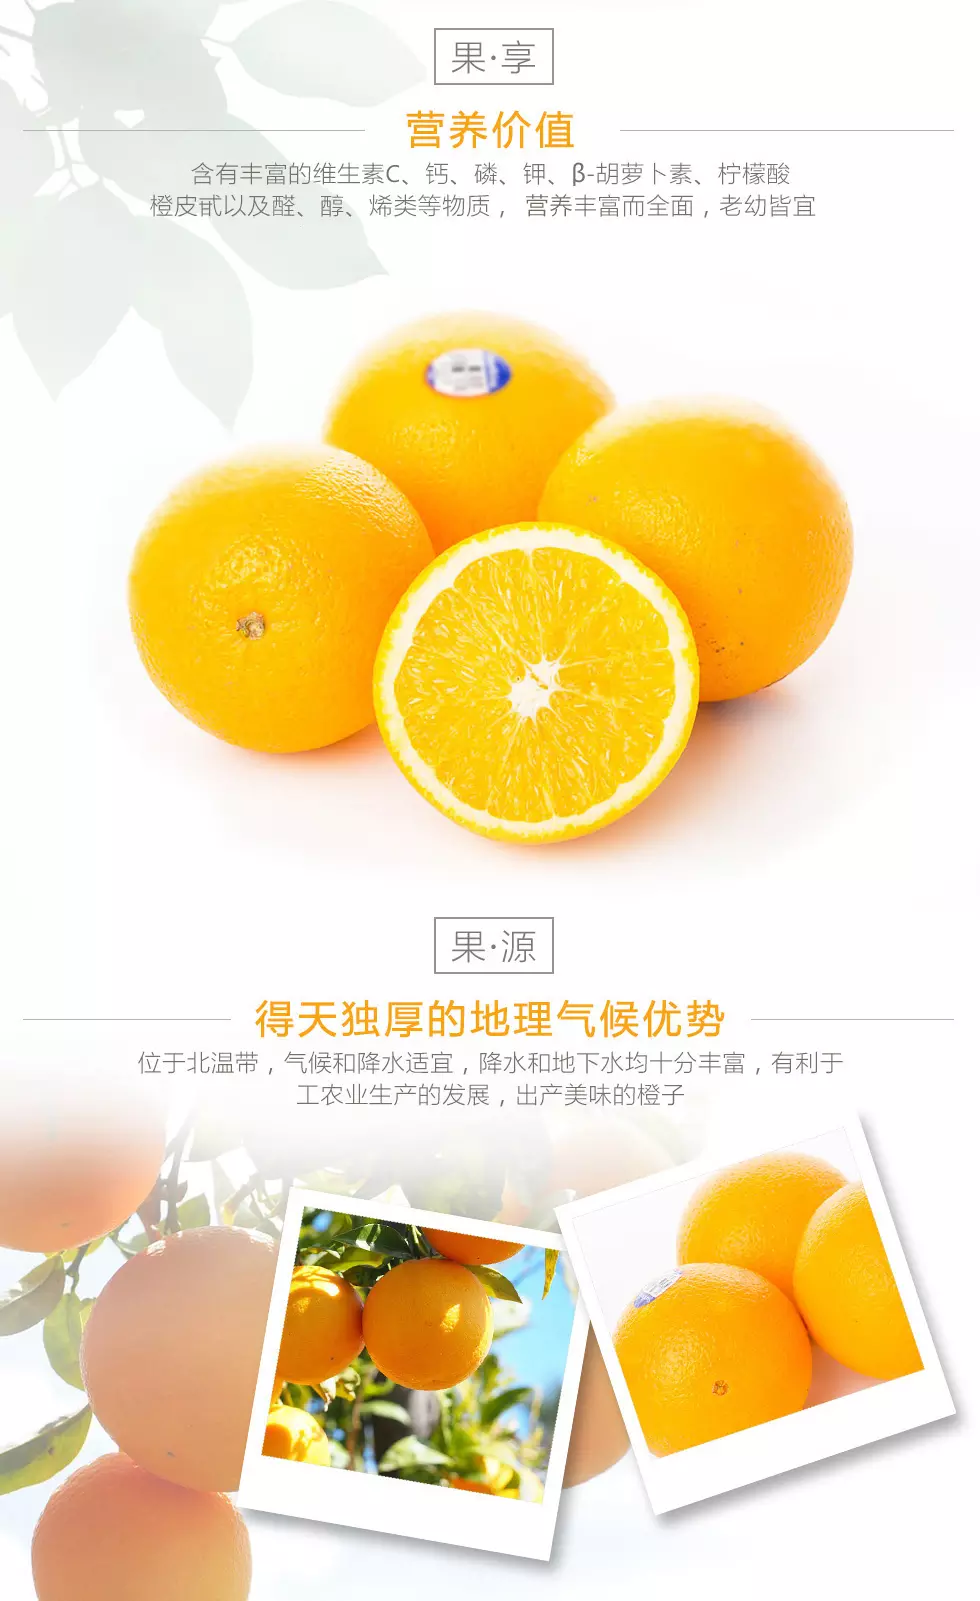 果·享
营养价值
含有丰富的维生素C、钙、磷、钾、β-胡萝卜素、柠檬酸
橙皮甙以及醛、醇、烯类等物质， 营养丰富而全面，老幼皆宜
果·源
得天独厚的地理气候优势
位于北温带，气候和降水适宜，降水和地下水均十分丰富，有利于
工农业生产的发展，出产美味的橙子